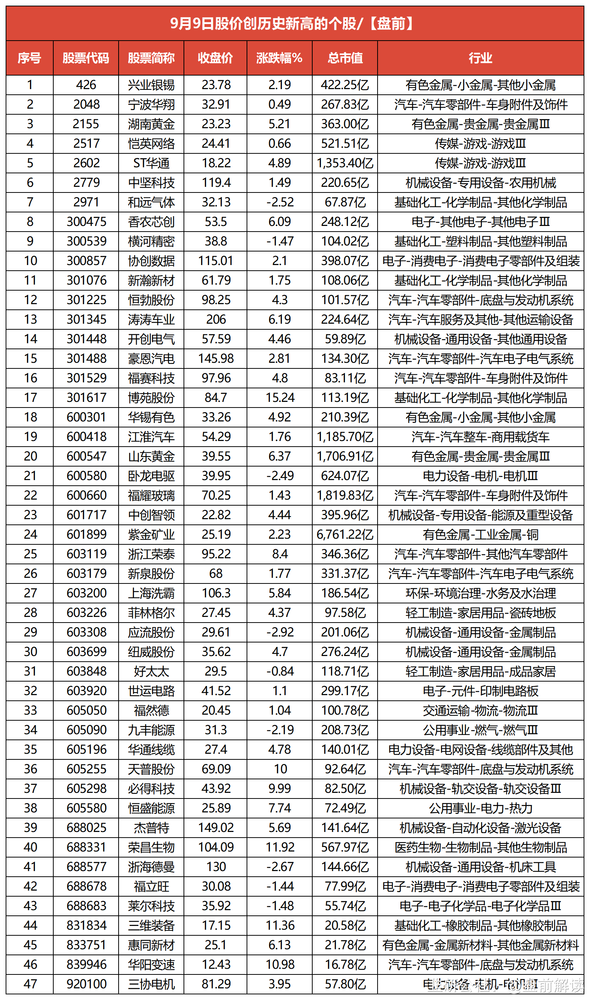 9月9日股价创历史新高的个股/【盘前】
序号 股票代码 股票简称 收盘价 涨跌幅% 总市值 行业
1 426 兴业银锡 23.78 2.19 422.25亿 有色金属-小金属-其他小金属
2 2048 宁波华翔 32.91 0.49 267.83亿 汽车-汽车零部件-车身附件及饰件
3 2155 湖南黄金 23.23 5.21 363.00亿 有色金属-贵金属-贵金属Ⅲ
4 2517 恺英网络 24.41 0.66 521.51亿 传媒-游戏-游戏Ⅲ
5 2602 ST华通 18.22 4.89 1,353.40亿 传媒-游戏-游戏Ⅲ
6 2779 中坚科技 119.4 1.49 220.65亿 机械设备-专用设备-农用机械
7 2971 和远气体 32.13 -2.52 67.87亿 基础化工-化学制品-其他化学制品
8 300475 香农芯创 53.5 6.09 248.12亿 电子-其他电子-其他电子Ⅲ
9 300539 横河精密 38.8 -1.47 104.02亿 基础化工-塑料制品-其他塑料制品
10 300857 协创数据 115.01 2.1 398.07亿 电子-消费电子-消费电子零部件及组装
11 301076 新瀚新材 61.79 1.75 108.06亿 基础化工-化学制品-其他化学制品
12 301225 恒勃股份 98.25 4.3 101.57亿 汽车-汽车零部件-底盘与发动机系统
13 301345 涛涛车业 206 6.19 224.64亿 汽车-汽车服务及其他-其他运输设备
14 301448 开创电气 57.59 4.46 59.89亿 机械设备-通用设备-其他通用设备
15 301488 豪恩汽电 145.98 2.81 134.30亿 汽车-汽车零部件-汽车电子电气系统
16 301529 福赛科技 97.96 4.8 83.11亿 汽车-汽车零部件-车身附件及饰件
17 301617 博苑股份 84.7 15.24 113.19亿 基础化工-化学制品-其他化学制品
18 600301 华锡有色 33.26 4.92 210.39亿 有色金属-小金属-其他小金属
19 600418 江淮汽车 54.29 1.76 1,185.70亿 汽车-汽车整车-商用载货车
20 600547 山东黄金 39.55 6.37 1,706.91亿 有色金属-贵金属-贵金属Ⅲ
21 600580 卧龙电驱 39.95 -2.49 624.07亿 电力设备-电机-电机Ⅲ
22 600660 福耀玻璃 70.25 1.43 1,819.83亿 汽车-汽车零部件-车身附件及饰件
23 601717 中创智领 22.82 4.44 395.96亿 机械设备-专用设备-能源及重型设备
24 601899 紫金矿业 25.19 2.23 6,761.22亿 有色金属-工业金属-铜
25 603119 浙江荣泰 95.22 8.4 346.36亿 汽车-汽车零部件-其他汽车零部件
26 603179 新泉股份 68 1.77 331.37亿 汽车-汽车零部件-汽车电子电气系统
27 603200 上海洗霸 106.3 5.84 186.54亿 环保-环境治理-水务及水治理
28 603226 菲林格尔 27.45 4.37 97.58亿 轻工制造-家居用品-瓷砖地板
29 603308 应流股份 29.61 -2.92 201.06亿 机械设备-通用设备-金属制品
30 603699 纽威股份 35.62 4.7 276.24亿 机械设备-通用设备-金属制品
31 603848 好太太 29.5 -0.84 118.71亿 轻工制造-家居用品-成品家居
32 603920 世运电路 41.52 1.1 299.17亿 电子-元件-印制电路板
33 605050 福然德 20.45 1.04 100.78亿 交通运输-物流-物流Ⅲ
34 605090 九丰能源 31.3 -2.19 208.73亿 公用事业-燃气-燃气Ⅲ
35 605196 华通线缆 27.4 4.78 140.01亿 电力设备-电网设备-线缆部件及其他
36 605255 天普股份 69.09 10 92.64亿 汽车-汽车零部件-底盘与发动机系统
37 605298 必得科技 43.92 9.99 82.50亿 机械设备-轨交设备-轨交设备Ⅲ
38 605580 恒盛能源 25.89 7.74 72.49亿 公用事业-电力-热力
39 688025 杰普特 149.02 5.69 141.64亿 机械设备-自动化设备-激光设备
40 688331 荣昌生物 104.09 11.92 567.97亿 医药生物-生物制品-其他生物制品
41 688577 浙海德曼 130 -2.67 144.66亿 机械设备-通用设备-机床工具
42 688678 福立旺 30.08 -1.44 77.99亿 电子-消费电子-消费电子零部件及组装
43 688683 莱尔科技 35.92 -1.48 55.74亿 电子-电子化学品-电子化学品Ⅲ
44 831834 三维装备 17.15 11.36 20.58亿 基础化工-橡胶制品-其他橡胶制品
45 833751 惠同新材 25.1 6.13 21.78亿 有色金属-金属新材料-其他金属新材料
46 839946 华阳变速 12.43 10.98 16.78亿 汽车-汽车零部件-底盘与发动机系统
47 920100 三协电机 81.29 3.95 57.80亿 电力设备-电机-电机Ⅲ
韭研公社：@盘前解读